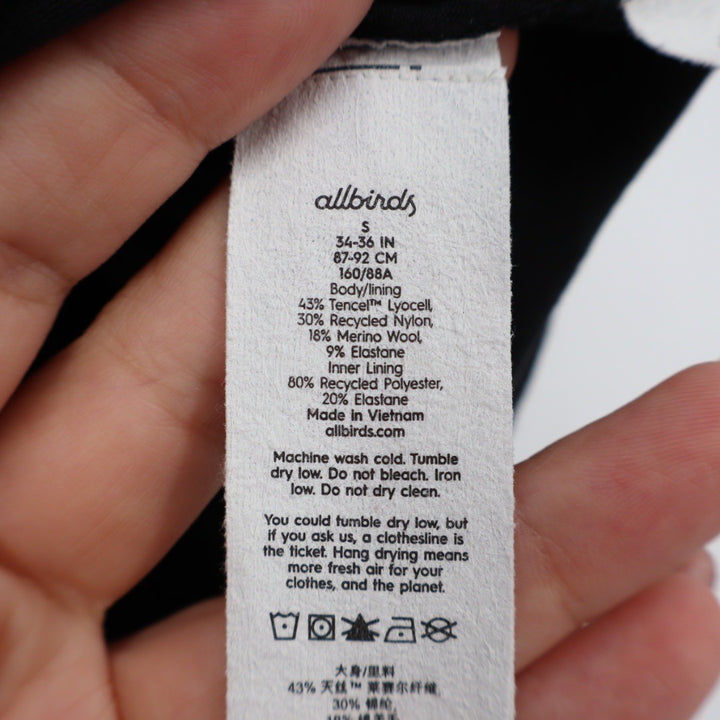 allbirds
S
34-36 IN
87-92 CM
160/88A
Body/lining
43% Tencel™ Lyocell,
30% Recycled Nylon,
18% Merino Wool,
9% Elastane
Inner Lining
80% Recycled Polyester,
20% Elastane
Made in Vietnam
allbirds.com
Machine wash cold. Tumble
dry low. Do not bleach. Iron
low. Do not dry clean.
You could tumble dry low, but
if you ask us, a clothesline is
the ticket. Hang drying means
more fresh air for your
clothes, and the planet.
大身/里料
43% 天丝™ 莱赛尔纤维,
30% 锦纶,